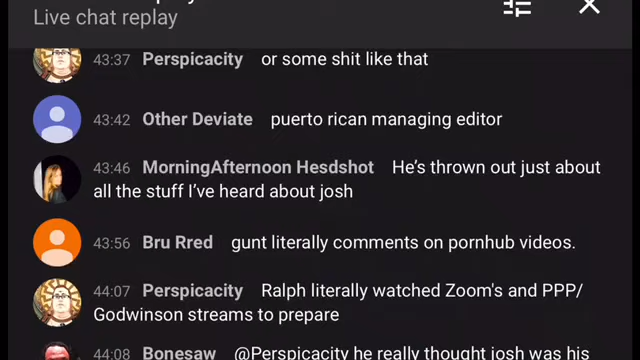 Live chat replay
43:37 Perspicacity or some shit like that
43:42 Other Deviate puerto rican managing editor
43:46 MorningAfternoon Hesdshot He's thrown out just about
all the stuff I've heard about josh
43:56 Bru Rred gunt literally comments on pornhub videos.
44:07 Perspicacity Ralph literally watched Zoom's and PPP/
Godwinson streams to prepare
44:08 Bonesaw @Perspicacity he really thought josh was his